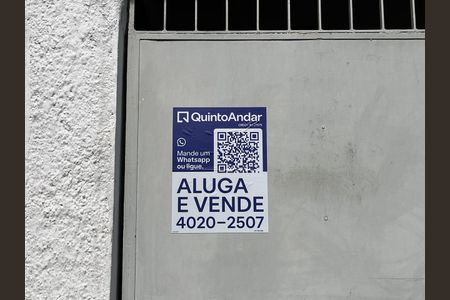 QuintoAndar
Mande um
Whatsapp
ou ligue.
ALUGA
E VENDE
4020-2507